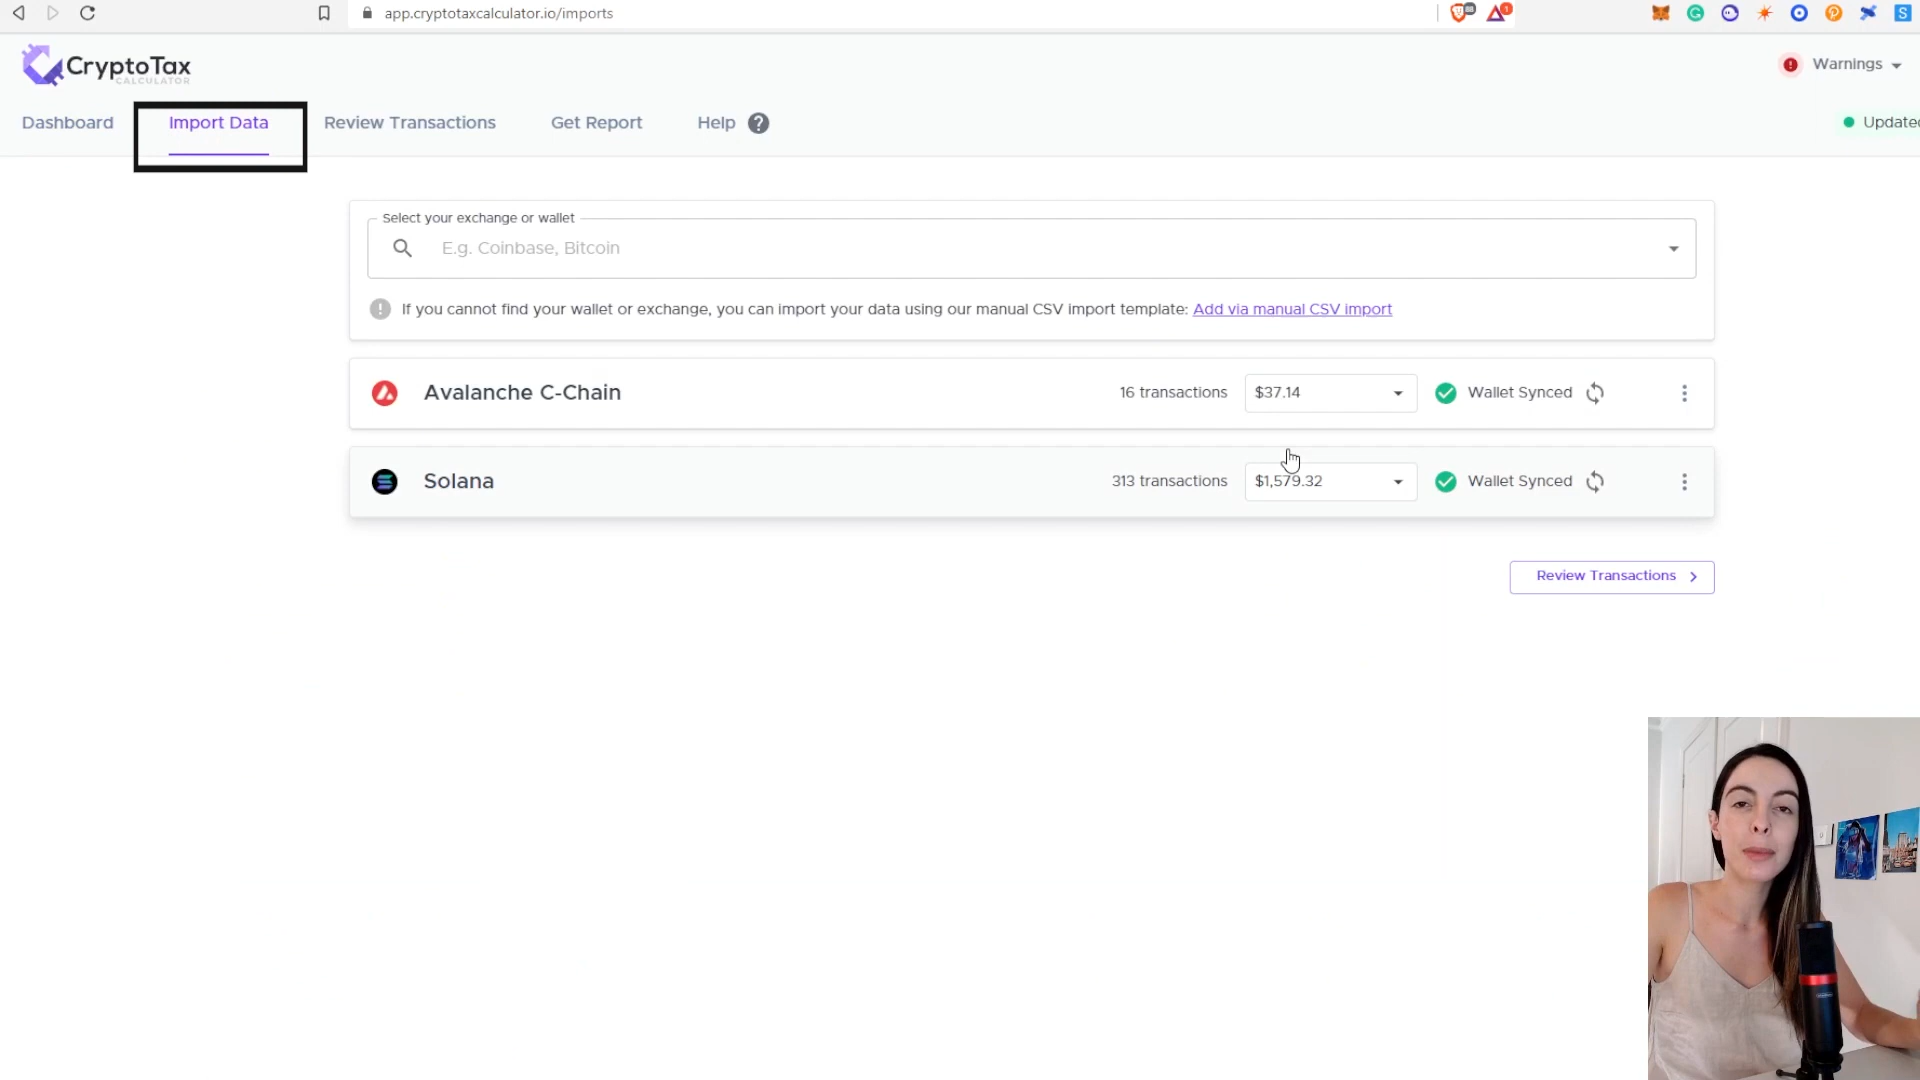 app.cryptotaxcalculator.io/imports
88
1
CryptoTax
CALCULATOR
Warnings
Dashboard
Import Data
Review Transactions
Get Report
Help ?
Update
Select your exchange or wallet
E.g. Coinbase, Bitcoin
If you cannot find your wallet or exchange, you can import your data using our manual CSV import template: Add via manual CSV import
Avalanche C-Chain
16 transactions
$37.14
Wallet Synced
Solana
313 transactions
$1,579.32
Wallet Synced
Review Transactions